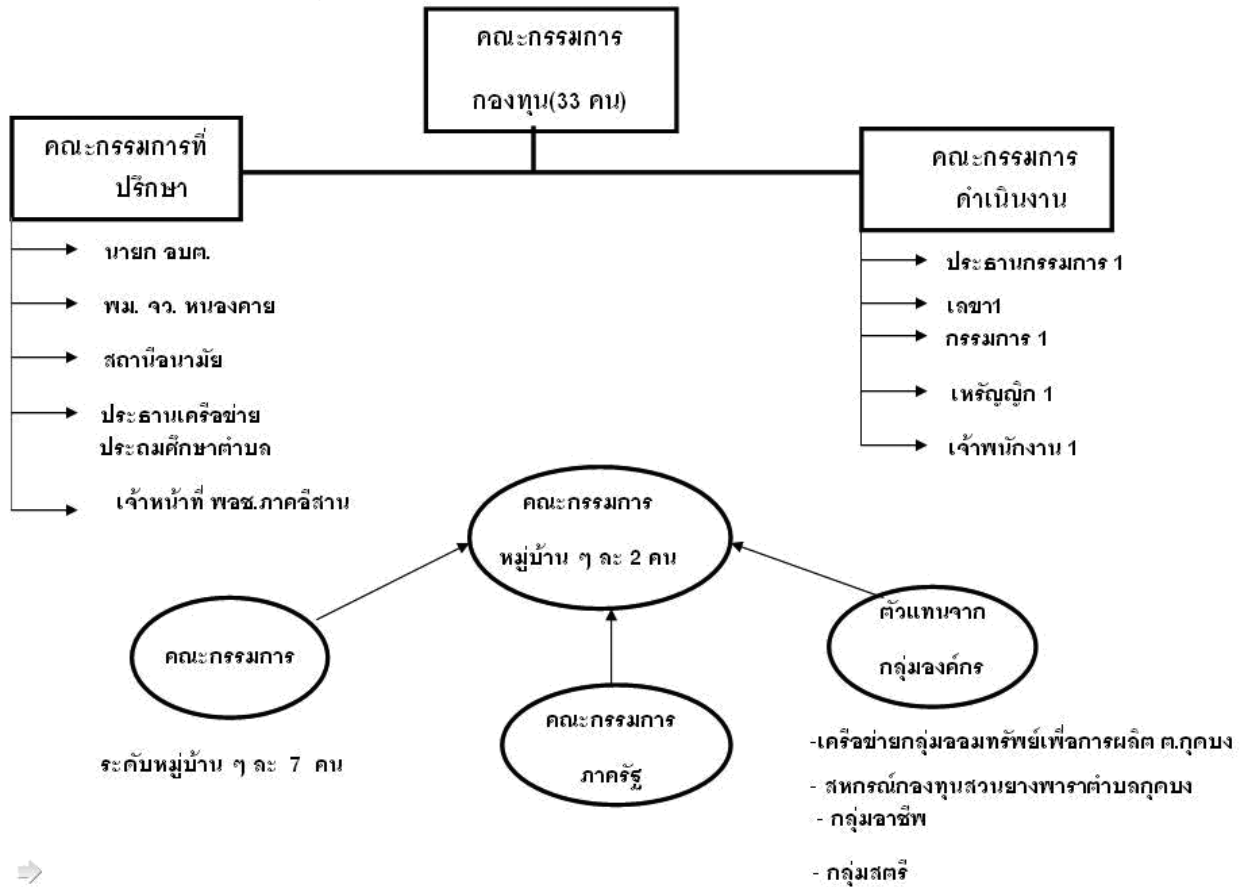 คณะกรรมการ
กองทุน(33 คน)
คณะกรรมการที่
ปรึกษา
นายก อบต.
พม. จว. หนองคาย
สถานีอนามัย
ประธานเครือข่าย
ประถมศึกษาตำบล
เจ้าหน้าที่ พอช.ภาคอีสาน
คณะกรรมการ
ดำเนินงาน
ประธานกรรมการ 1
เลขา1
กรรมการ 1
เหรัญญิก 1
เจ้าพนักงาน 1
คณะกรรมการ
หมู่บ้าน ๆ ละ 2 คน
คณะกรรมการ
ระดับหมู่บ้าน ๆ ละ 7 คน
คณะกรรมการ
ภาครัฐ
ตัวแทนจาก
กลุ่มองค์กร
-เครือข่ายกลุ่มออมทรัพย์เพื่อการผลิต ต.กุดบง
- สหกรณ์กองทุนสวนยางพาราตำบลกุดบง
- กลุ่มอาชีพ
- กลุ่มสตรี